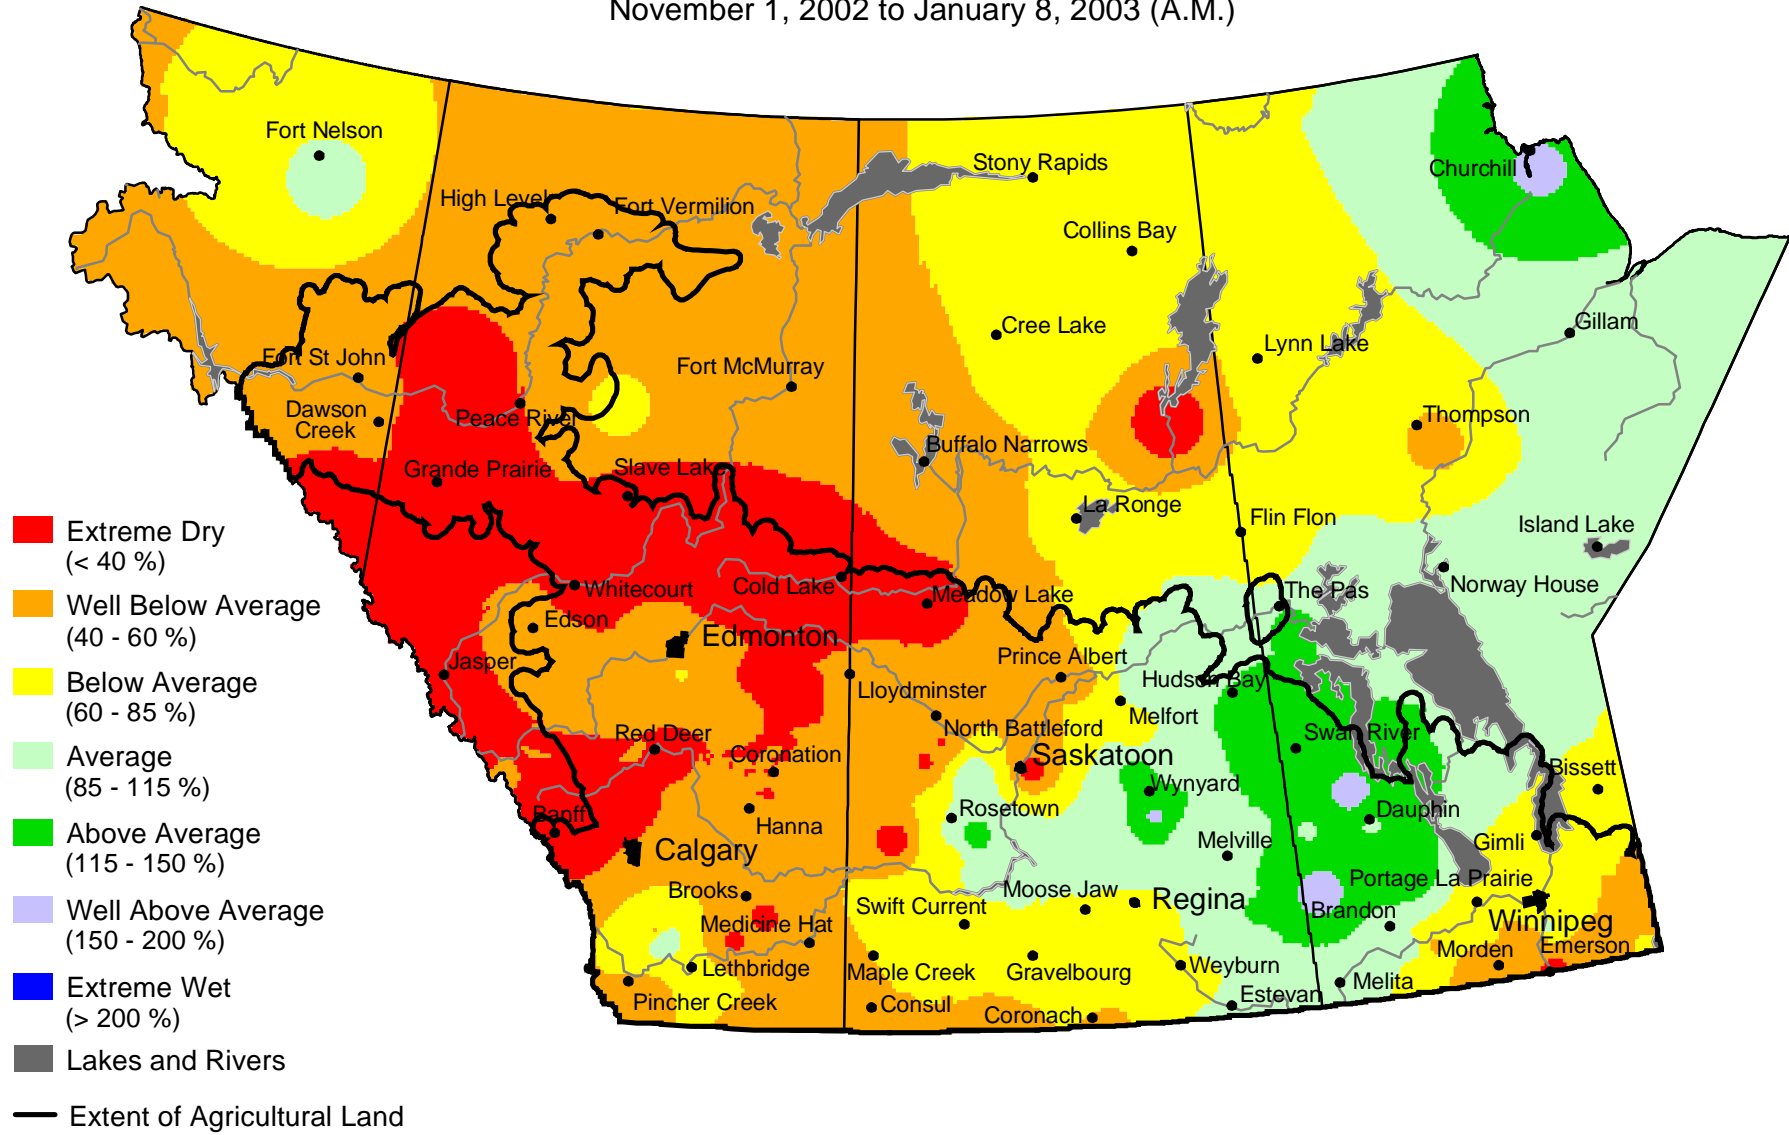 November 1, 2002 to January 8, 2003 (A.M.)
Fort Nelson
Stony Rapids
Churchill
High Level
Fort Vermilion
Collins Bay
Gillam
Cree Lake
Lynn Lake
Fort St John
Fort McMurray
Dawson
Creek
Peace River
Thompson
Buffalo Narrows
Grande Prairie
Slave Lake
La Ronge
Flin Flon
Island Lake
Whitecourt
Cold Lake
Meadow Lake
The Pas
Norway House
Edson
Edmonton
Jasper
Prince Albert
Hudson Bay
Lloydminster
Melfort
North Battleford
Red Deer
Swan River
Coronation
Saskatoon
Bissett
Wynyard
Banff
Hanna
Rosetown
Dauphin
Calgary
Melville
Gimli
Brooks
Moose Jaw
Regina
Portage La Prairie
Swift Current
Brandon
Winnipeg
Medicine Hat
Morden
Emerson
Lethbridge
Maple Creek
Gravelbourg
Weyburn
Melita
Pincher Creek
Consul
Coronach
Estevan
Extreme Dry
(< 40 %)
Well Below Average
(40 - 60 %)
Below Average
(60 - 85 %)
Average
(85 - 115 %)
Above Average
(115 - 150 %)
Well Above Average
(150 - 200 %)
Extreme Wet
(> 200 %)
Lakes and Rivers
Extent of Agricultural Land